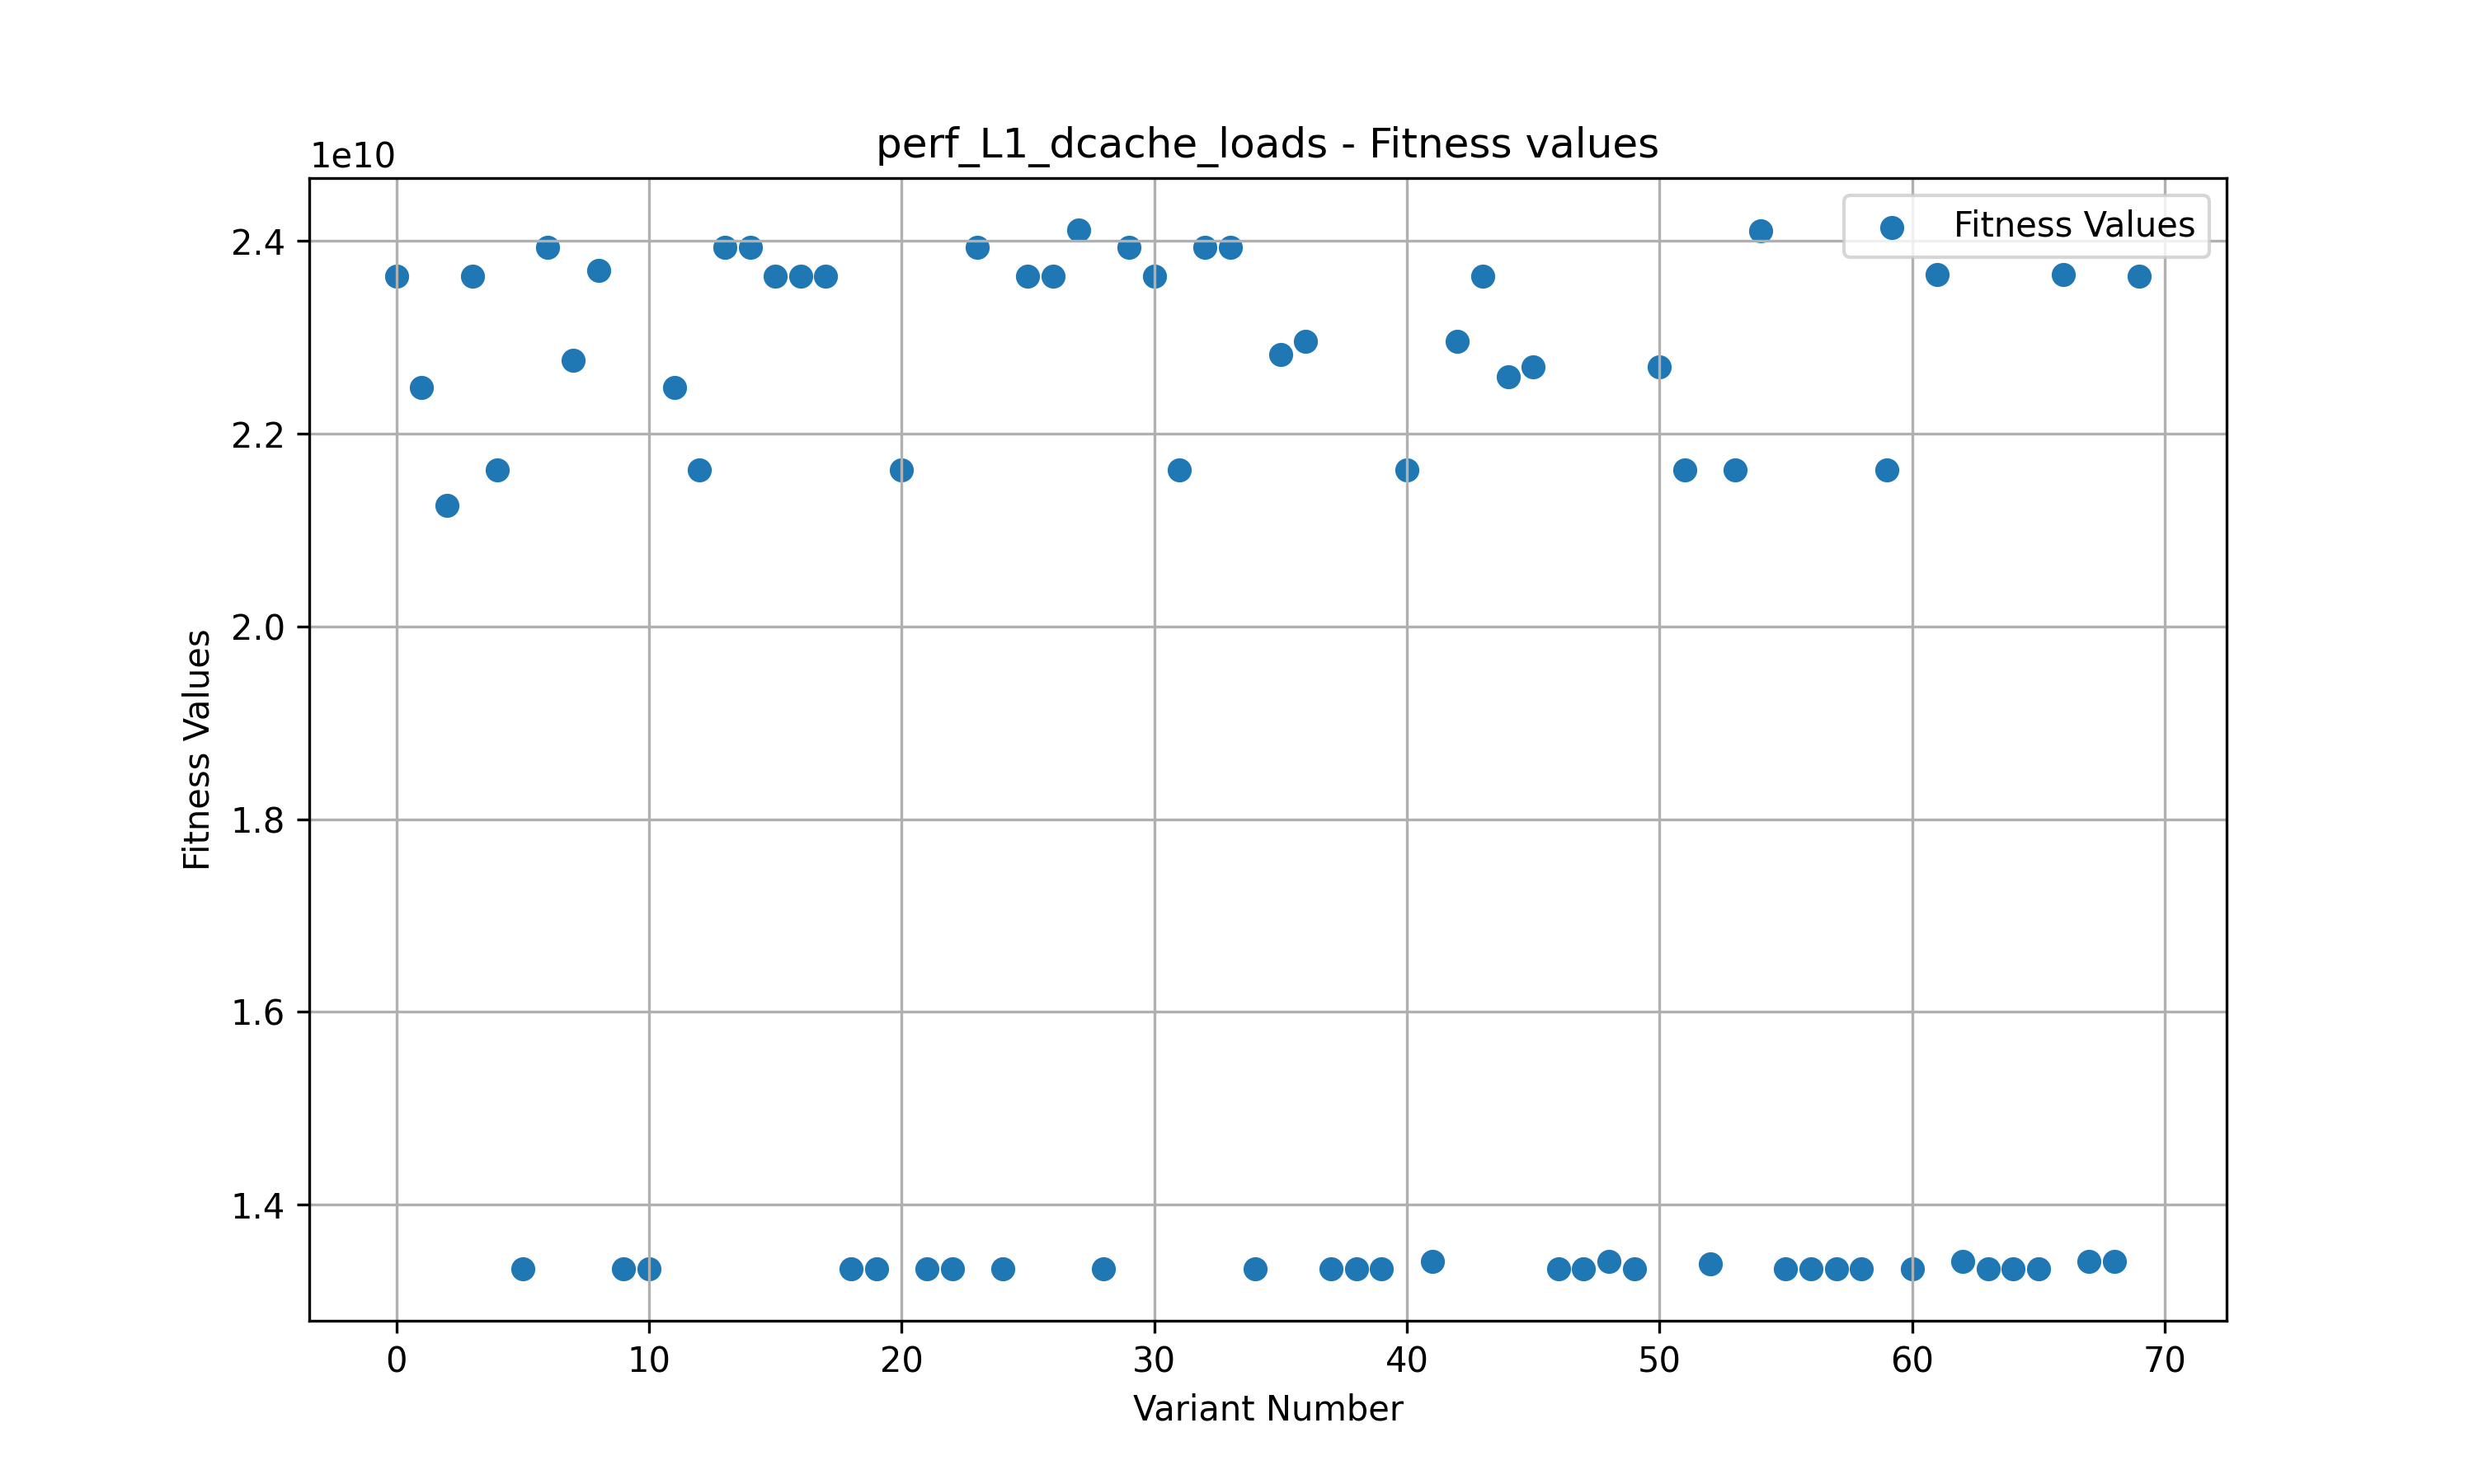 perf_L1_dcache_loads - Fitness values
1e10
Fitness Values
2.4
2.2
2.0
1.8
1.6
1.4
Fitness Values
0 10 20 30 40 50 60 70
Variant Number